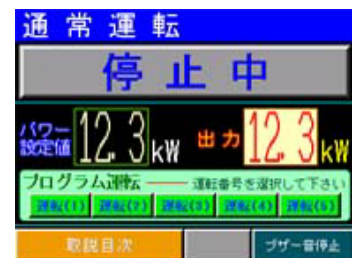 通常運転
停止中
パワー設定値 12.3kW 出力 12.3kW
プログラム運転 運転番号を選択して下さい
運転(1) 運転(2) 運転(3) 運転(4) 運転(5)
取説目次 ブザー音停止